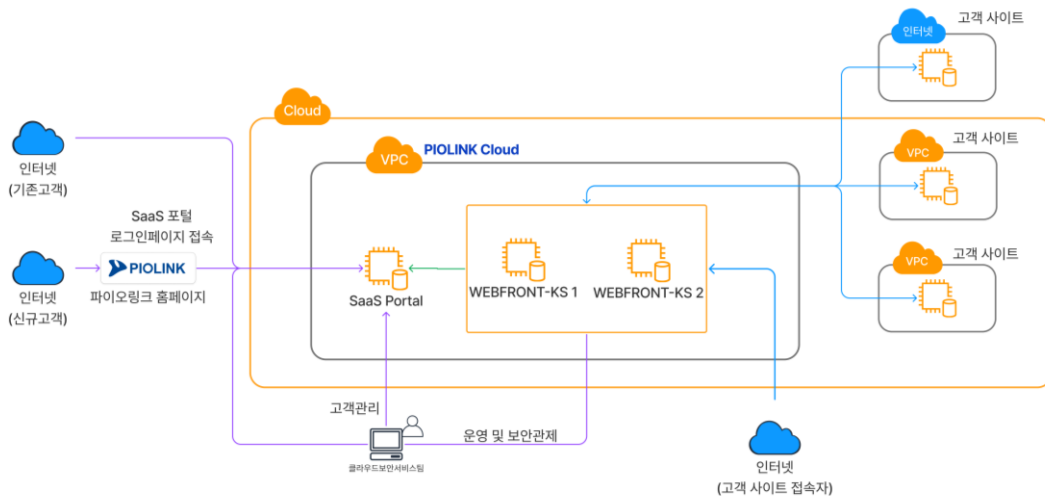 고객 사이트
인터넷
Cloud
고객 사이트
VPC
PIOLINK Cloud
VPC
인터넷
(기존고객)
SaaS 포털
로그인페이지 접속
고객 사이트
VPC
PIOLINK
인터넷
(신규고객)
파이오링크 홈페이지
SaaS Portal
WEBFRONT-KS 1
WEBFRONT-KS 2
고객관리
운영 및 보안관제
클라우드보안서비스팀
인터넷
(고객 사이트 접속자)